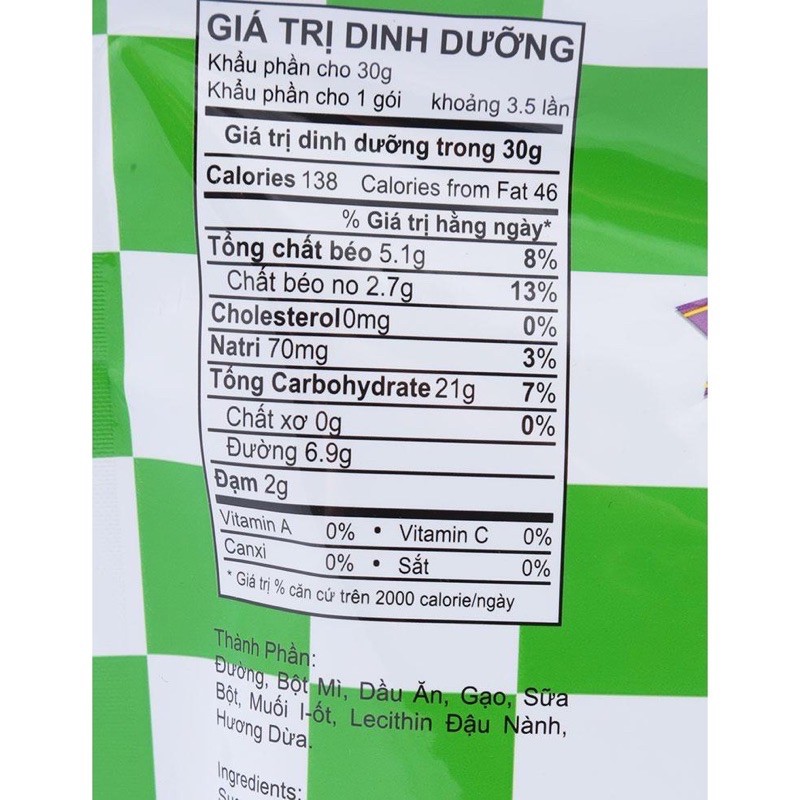 GIÁ TRỊ DINH DƯỠNG
Khẩu phần cho 30g
Khẩu phần cho 1 gói khoảng 3.5 lần
Giá trị dinh dưỡng trong 30g
Calories 138 Calories from Fat 46
% Giá trị hằng ngày*
Tổng chất béo 5.1g 8%
Chất béo no 2.7g 13%
Cholesterol 0mg 0%
Natri 70mg 3%
Tổng Carbohydrate 21g 7%
Chất xơ 0g 0%
Đường 6.9g
Đạm 2g
Vitamin A 0% • Vitamin C 0%
Canxi 0% • Sắt 0%
* Giá trị % căn cứ trên 2000 calorie/ngày
Thành Phần:
Đường, Bột Mì, Dầu Ăn, Gạo, Sữa
Bột, Muối I-ốt, Lecithin Đậu Nành,
Hương Dừa.
Ingredients: